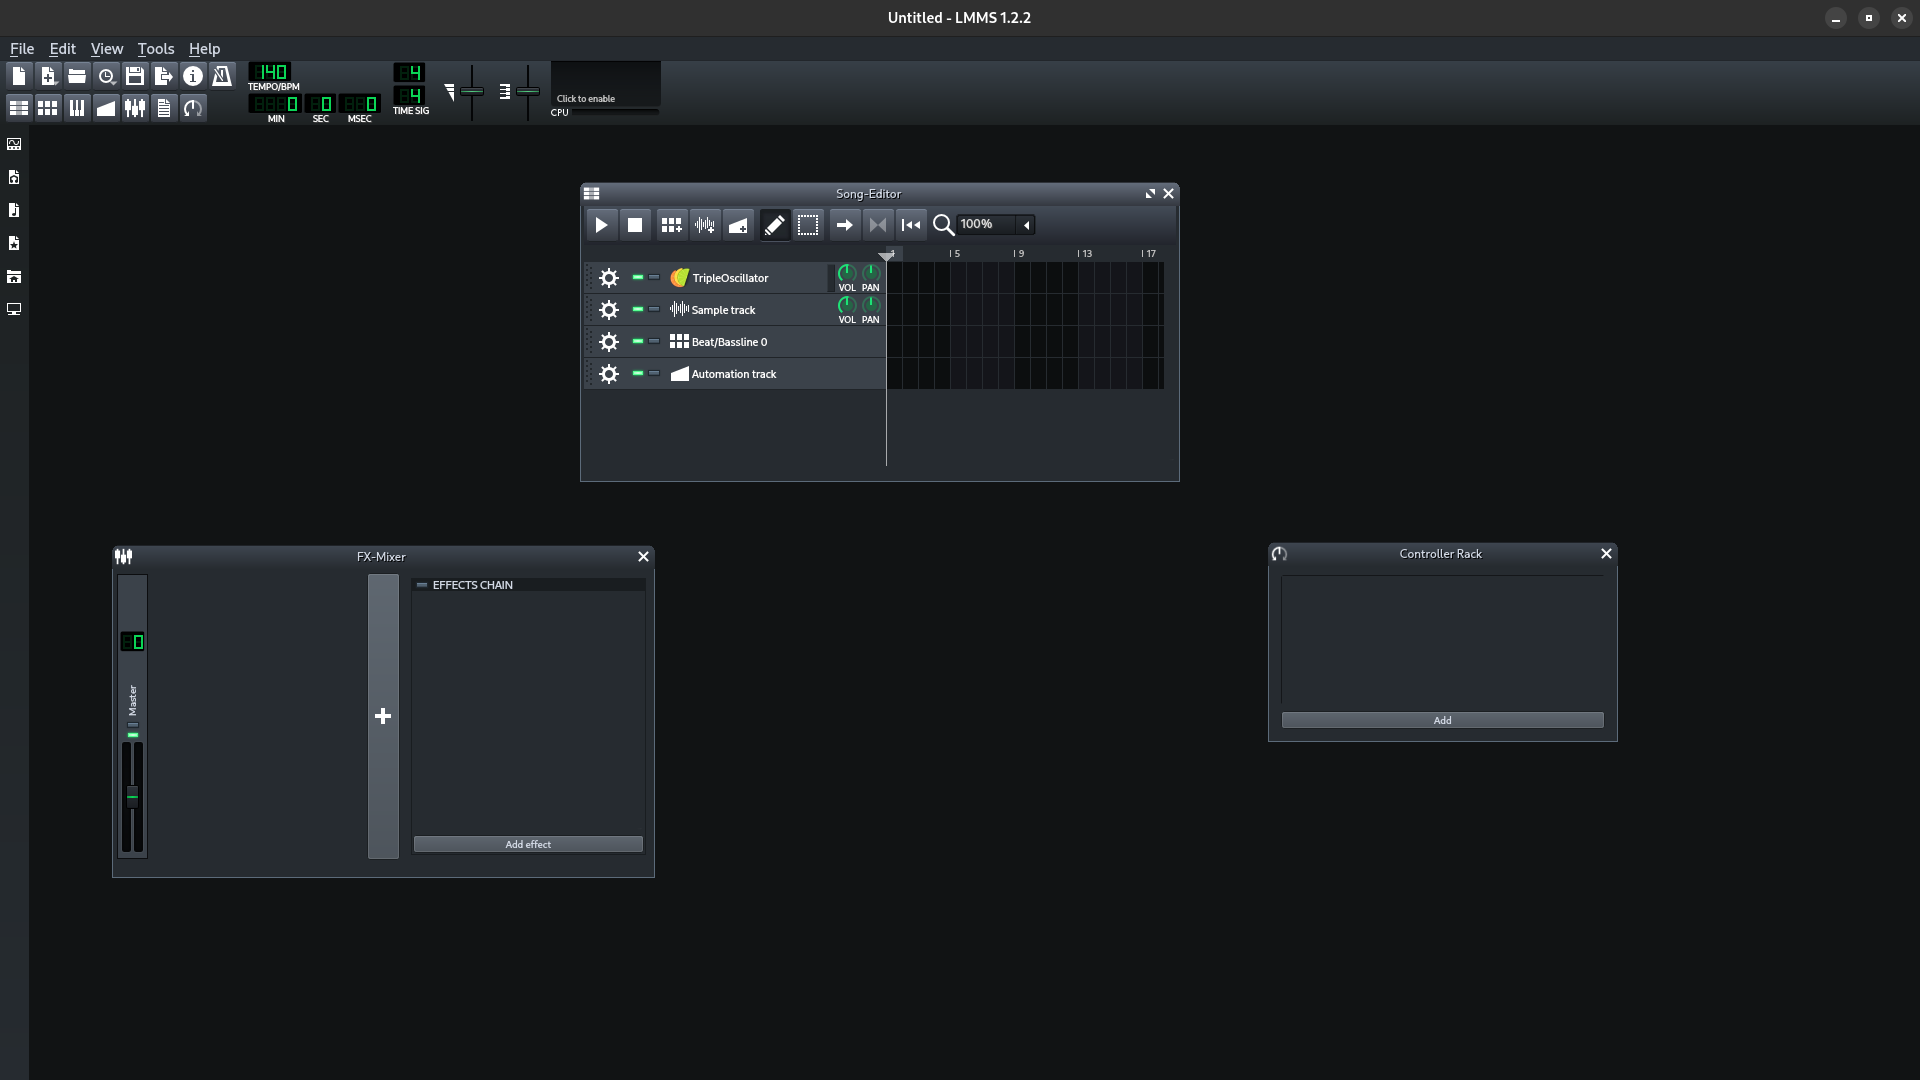 Untitled - LMMS 1.2.2
File Edit View Tools Help
140
TEMPO/BPM
0 0 0
MIN SEC MSEC
4
4
TIME SIG
Click to enable
CPU
Song-Editor
100%
1 5 9 13 17
TripleOscillator
VOL PAN
Sample track
VOL PAN
Beat/Bassline 0
Automation track
FX-Mixer
EFFECTS CHAIN
0
Master
Add effect
Controller Rack
Add